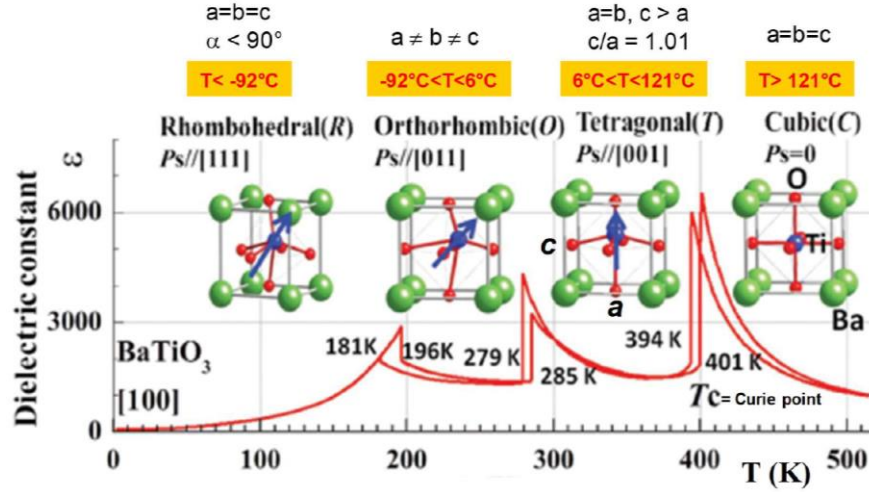 a=b=c
α < 90°
a ≠ b ≠ c
a=b, c > a
c/a = 1.01
a=b=c
T< -92°C
-92°C<T<6°C
6°C<T<121°C
T> 121°C
Rhombohedral(R)
Ps//[111]
Orthorhombic(O)
Ps//[011]
Tetragonal(T)
Ps//[001]
Cubic(C)
Ps=0
Dielectric constant ε
6000
3000
0
O
Ti
Ba
c
a
BaTiO₃
[100]
181K
196K
279 K
285 K
394 K
401 K
Tc= Curie point
0
100
200
300
400
500
T (K)